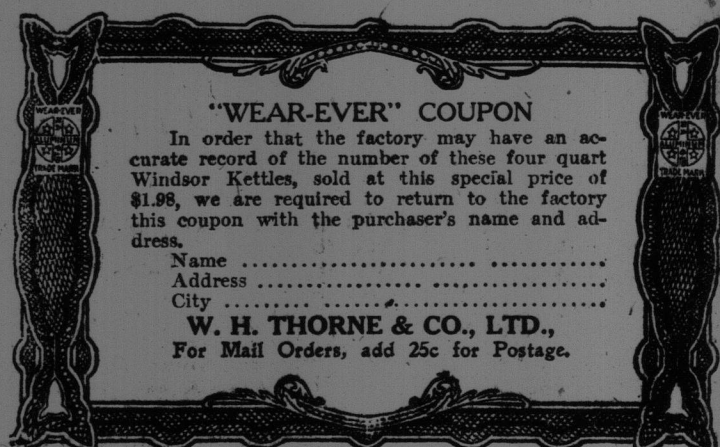 "WEAR-EVER" COUPON
In order that the factory may have an ac-
curate record of the number of these four quart
Windsor Kettles, sold at this special price of
$1.98, we are required to return to the factory
this coupon with the purchaser's name and ad-
dress.
Name
Address
City
W. H. THORNE & CO., LTD.,
For Mail Orders, add 25c for Postage.
WEAR-EVER
ALUMINUM
TRADE MARK
WEAR-EVER
ALUMINUM
TRADE MARK